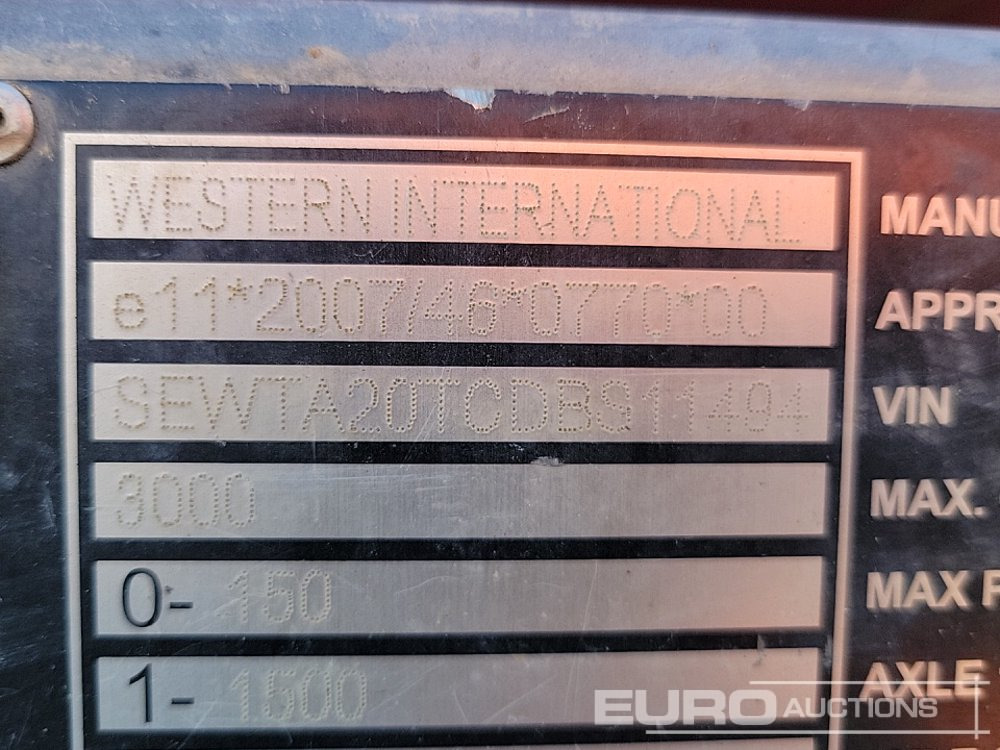 WESTERN INTERNATIONAL MANU
e11*2007/46*0770*00 APPR
SEWTA20TCDBS11494 VIN
3000 MAX.
0- 150 MAX P
1- 1500 AXLE
EURO AUCTIONS